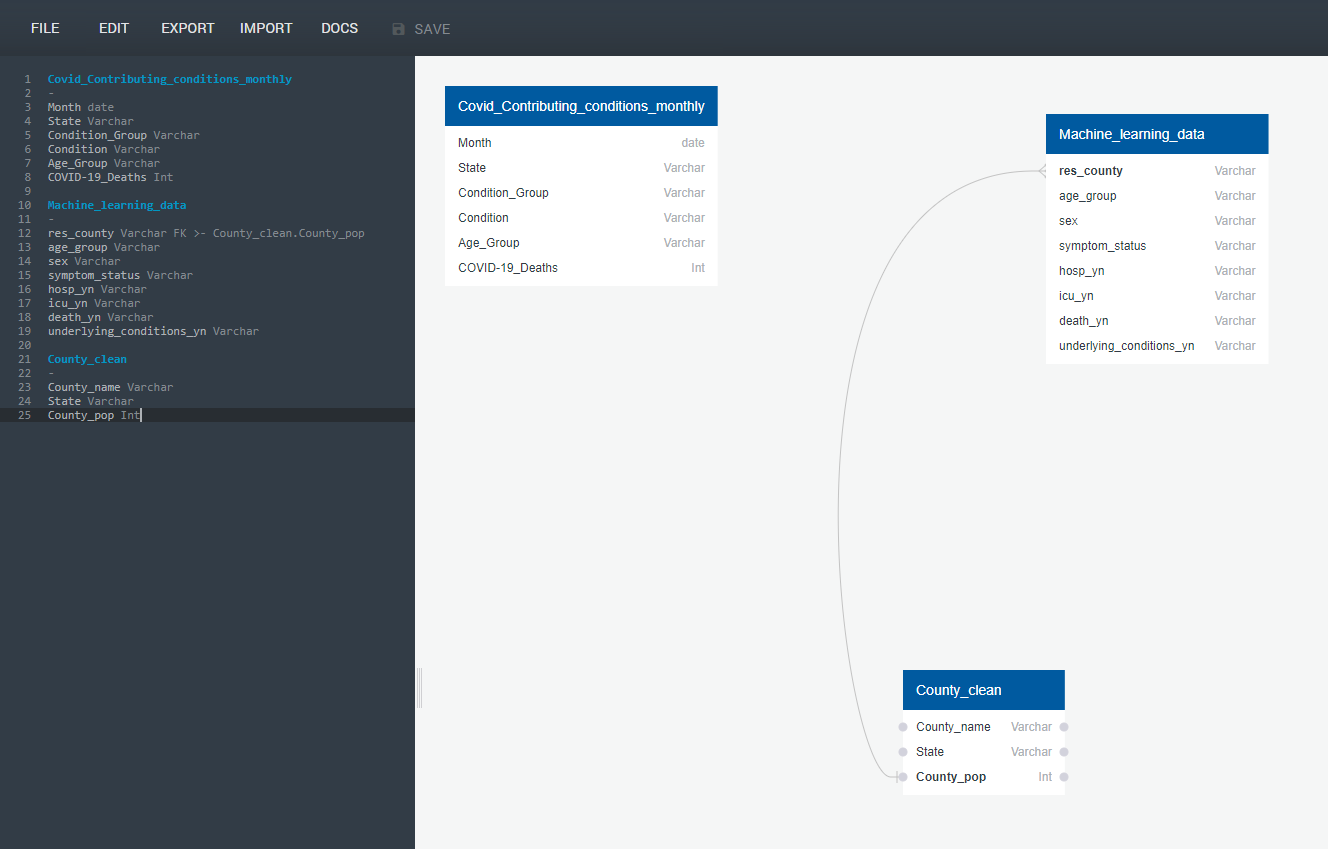 FILE EDIT EXPORT IMPORT DOCS SAVE
1 Covid_Contributing_conditions_monthly
2 -
3 Month date
4 State Varchar
5 Condition_Group Varchar
6 Condition Varchar
7 Age_Group Varchar
8 COVID-19_Deaths Int
9
10 Machine_learning_data
11 -
12 res_county Varchar FK >- County_clean.County_pop
13 age_group Varchar
14 sex Varchar
15 symptom_status Varchar
16 hosp_yn Varchar
17 icu_yn Varchar
18 death_yn Varchar
19 underlying_conditions_yn Varchar
20
21 County_clean
22 -
23 County_name Varchar
24 State Varchar
25 County_pop Int
Covid_Contributing_conditions_monthly
Month date
State Varchar
Condition_Group Varchar
Condition Varchar
Age_Group Varchar
COVID-19_Deaths Int
Machine_learning_data
res_county Varchar
age_group Varchar
sex Varchar
symptom_status Varchar
hosp_yn Varchar
icu_yn Varchar
death_yn Varchar
underlying_conditions_yn Varchar
County_clean
County_name Varchar
State Varchar
County_pop Int